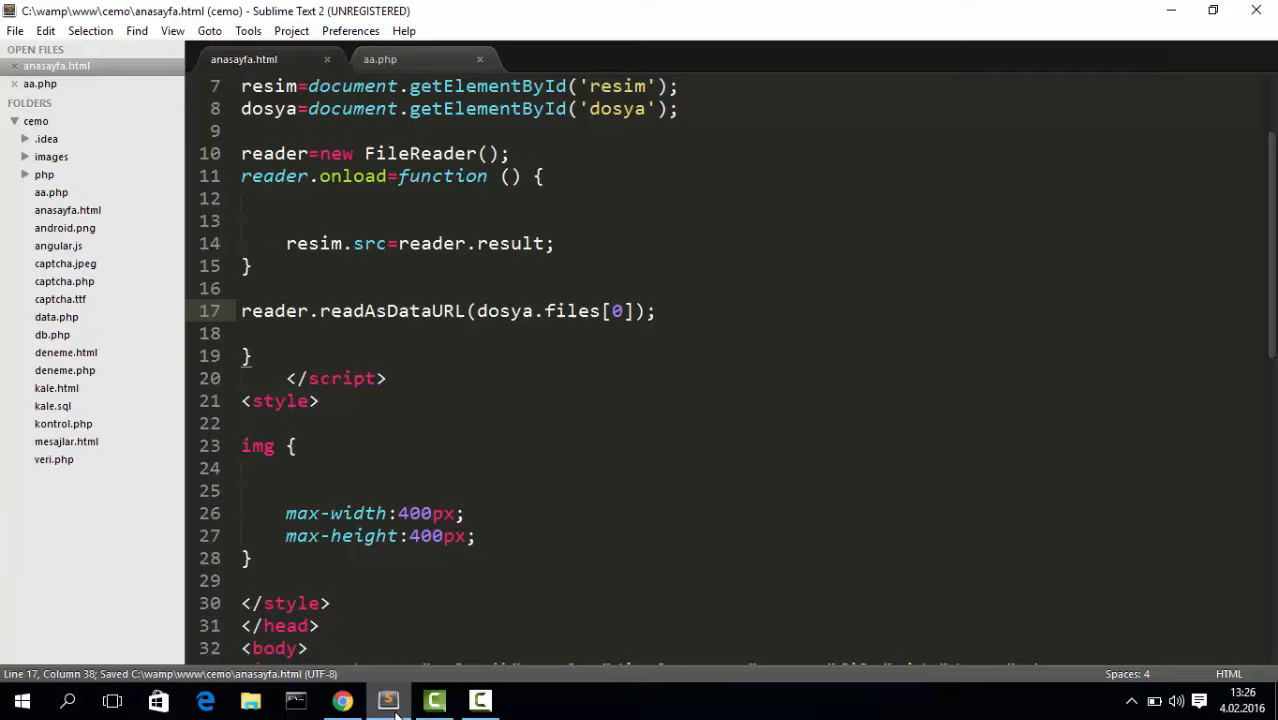 C:\wamp\www\cemo\anasayfa.html (cemo) - Sublime Text 2 (UNREGISTERED)
File Edit Selection Find View Goto Tools Project Preferences Help
OPEN FILES
anasayfa.html
aa.php
FOLDERS
cemo
.idea
images
php
aa.php
anasayfa.html
android.png
angular.js
captcha.jpeg
captcha.php
captcha.ttf
data.php
db.php
deneme.html
deneme.php
kale.html
kale.sql
kontrol.php
mesajlar.html
veri.php
anasayfa.html aa.php
7 resim=document.getElementById('resim');
8 dosya=document.getElementById('dosya');
9
10 reader=new FileReader();
11 reader.onload=function () {
12
13
14 resim.src=reader.result;
15 }
16
17 reader.readAsDataURL(dosya.files[0]);
18
19 }
20 </script>
21 <style>
22
23 img {
24
25
26 max-width:400px;
27 max-height:400px;
28 }
29
30 </style>
31 </head>
32 <body>
Line 17, Column 38; Saved C:\wamp\www\cemo\anasayfa.html (UTF-8) Spaces: 4 HTML
13:26
4.02.2016